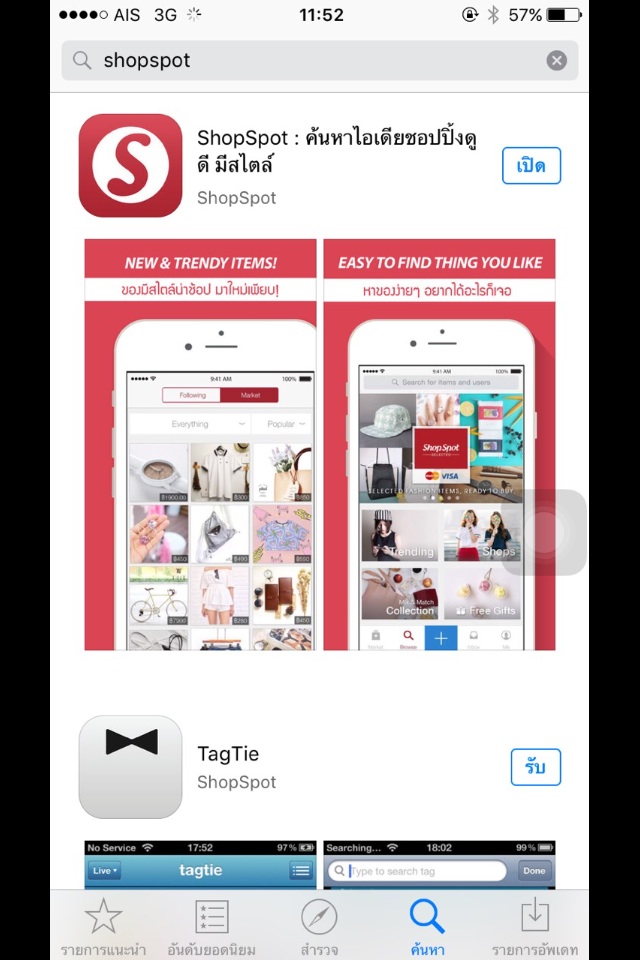 AIS 3G 11:52 57%
shopspot
ShopSpot : ค้นหาไอเดียชอปปิ้งดู
ดี มีสไตล์
เปิด
ShopSpot
NEW & TRENDY ITEMS!
ของมีสไตล์น่าช้อป มาใหม่เพียบ!
9:41 AM 100%
Following Market
Everything Popular
EASY TO FIND THING YOU LIKE
หาของง่ายๆ อยากได้อะไรก็เจอ
9:41 AM 100%
Search for items and users
ShopSpot
SELECTED
VISA
SELECTED FASHION ITEMS, READY TO BUY
Trending Shops
Mix & Match
Collection Free Gifts
Browse
TagTie
ShopSpot
รับ
No Service 17:52 97%
Live tagtie
Searching... 18:02 99%
Type to search tag Done
รายการแนะนำ อันดับยอดนิยม สำรวจ ค้นหา รายการอัพเดท